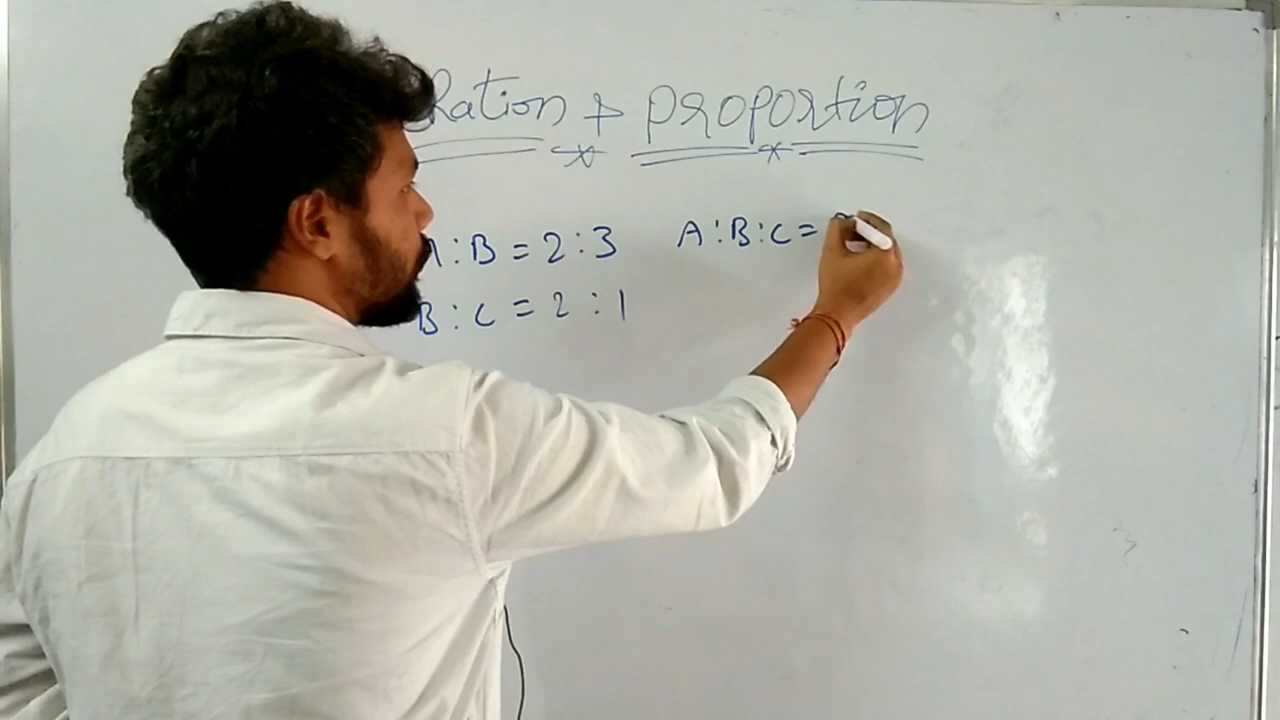 Ration & proportion
A:B = 2:3 A:B:C =
B:C = 2:1